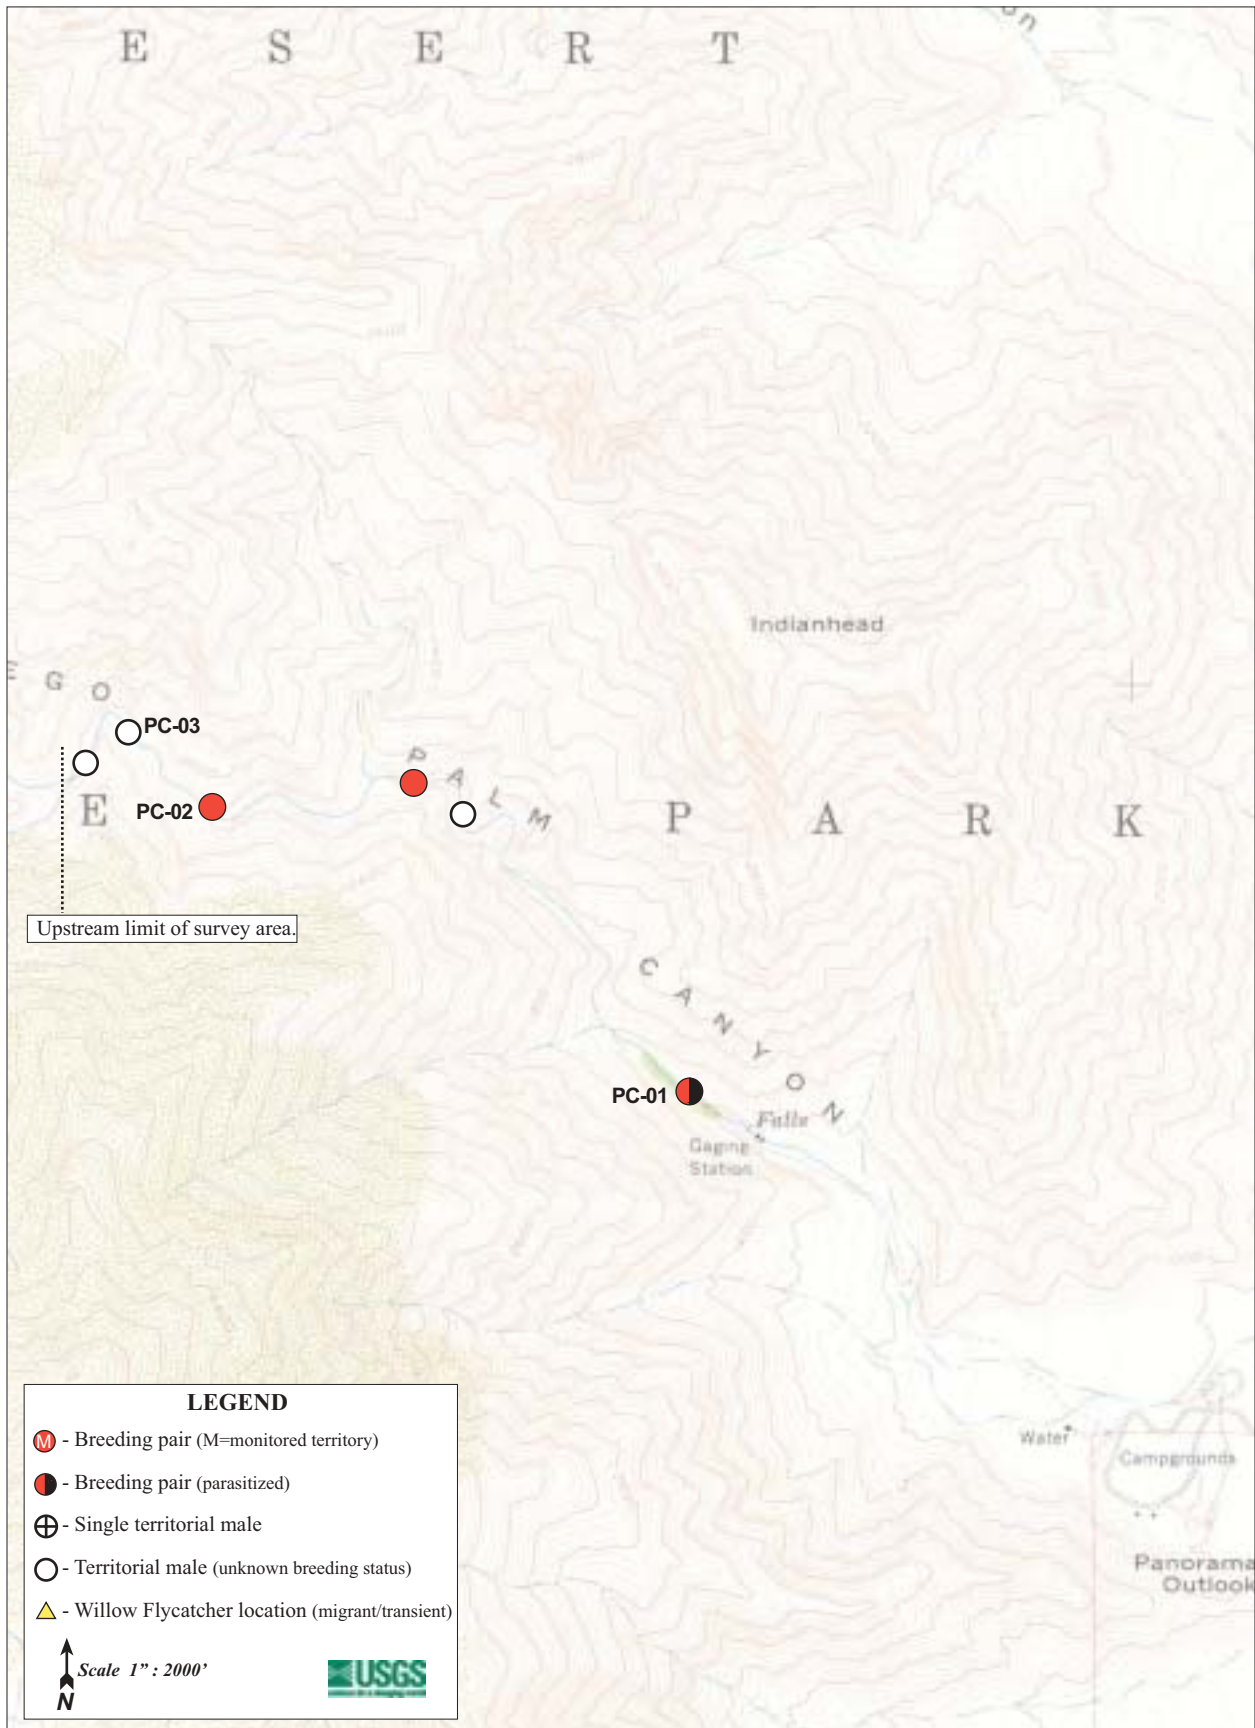 E S E R T
on
Indianhead
E G O
PC-03
P A L M
E
PC-02
P A R K
Upstream limit of survey area.
C A N Y O N
PC-01
Falls
Gaging
Station
LEGEND
M - Breeding pair (M=monitored territory)
- Breeding pair (parasitized)
- Single territorial male
- Territorial male (unknown breeding status)
- Willow Flycatcher location (migrant/transient)
Scale 1” : 2000’
N
USGS
Water
Campgrounds
Panorama
Outlook